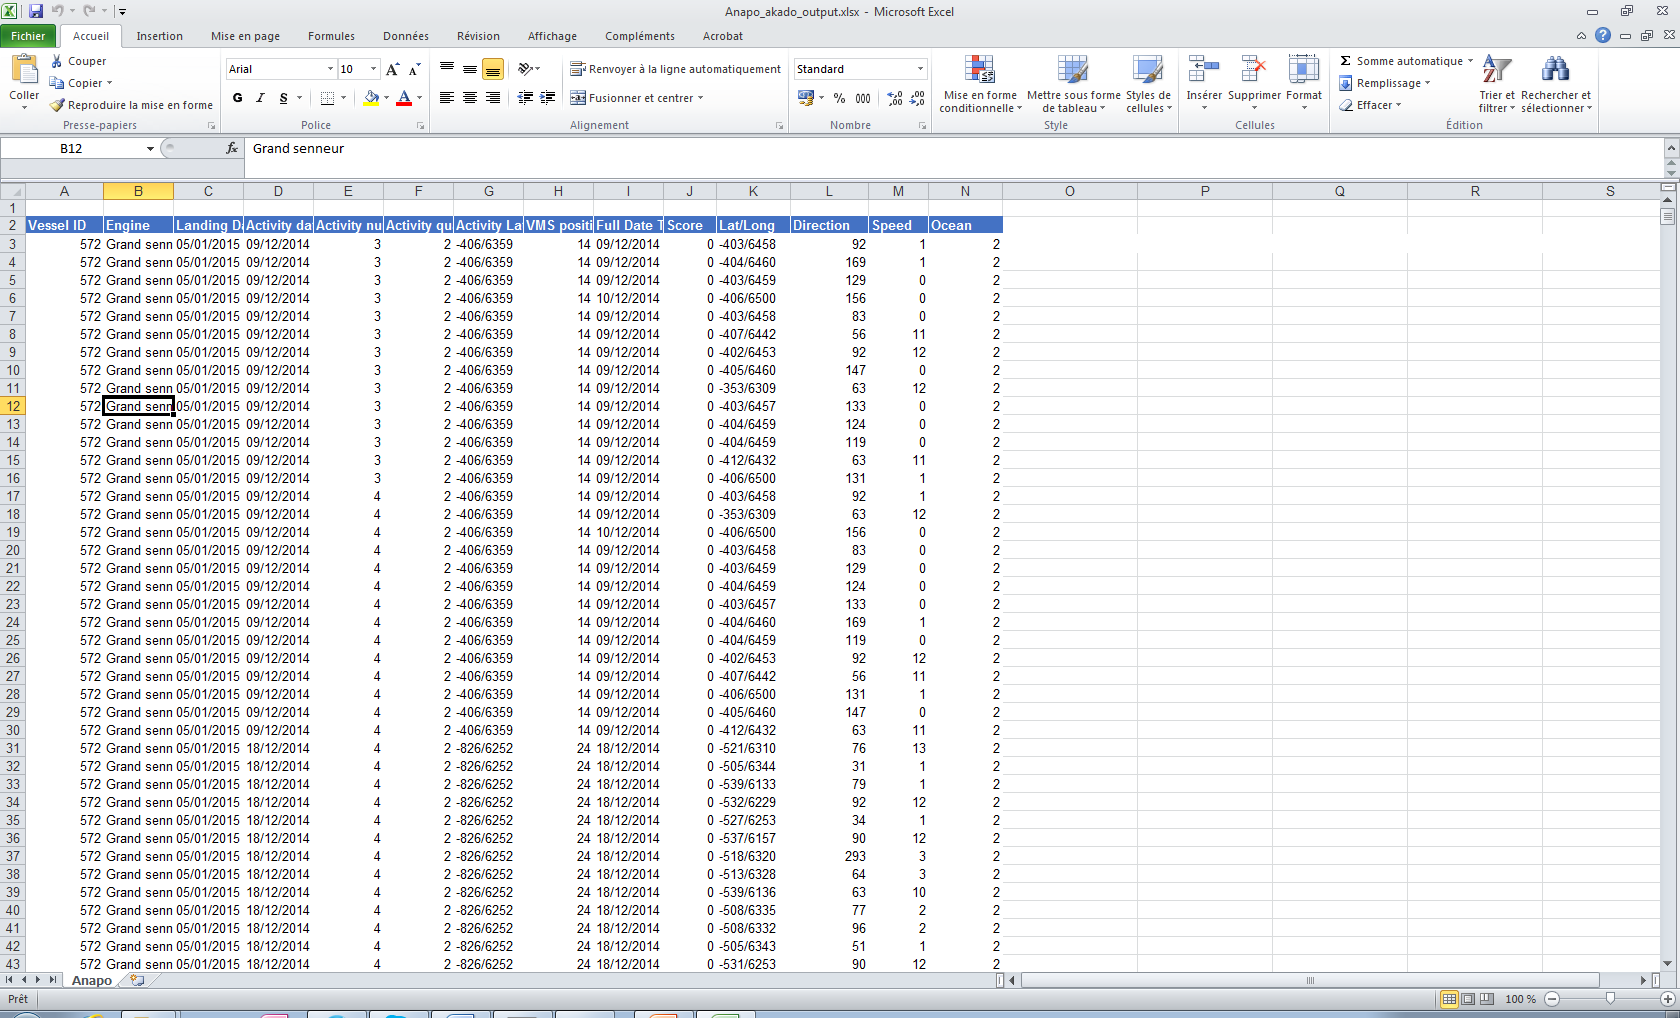 Anapo_akado_output.xlsx - Microsoft Excel
Fichier Accueil Insertion Mise en page Formules Données Révision Affichage Compléments Acrobat
Coller Couper Copier Reproduire la mise en forme
Arial 10 G I S
Renvoyer à la ligne automatiquement Fusionner et centrer
Standard % 000
Mise en forme conditionnelle Mettre sous forme de tableau Styles de cellules
Insérer Supprimer Format
Σ Somme automatique Remplissage Effacer Trier et filtrer Rechercher et sélectionner
Presse-papiers Police Alignement Nombre Style Cellules Édition
B12 fx Grand senneur
A B C D E F G H I J K L M N O P Q R S
1
2 Vessel ID Engine Landing Da Activity da Activity nu Activity qu Activity La VMS positi Full Date T Score Lat/Long Direction Speed Ocean
3 572 Grand senn 05/01/2015 09/12/2014 3 2 -406/6359 14 09/12/2014 0 -403/6458 92 1 2
4 572 Grand senn 05/01/2015 09/12/2014 3 2 -406/6359 14 09/12/2014 0 -404/6460 169 1 2
5 572 Grand senn 05/01/2015 09/12/2014 3 2 -406/6359 14 09/12/2014 0 -403/6459 129 0 2
6 572 Grand senn 05/01/2015 09/12/2014 3 2 -406/6359 14 10/12/2014 0 -406/6500 156 0 2
7 572 Grand senn 05/01/2015 09/12/2014 3 2 -406/6359 14 09/12/2014 0 -403/6458 83 0 2
8 572 Grand senn 05/01/2015 09/12/2014 3 2 -406/6359 14 09/12/2014 0 -407/6442 56 11 2
9 572 Grand senn 05/01/2015 09/12/2014 3 2 -406/6359 14 09/12/2014 0 -402/6453 92 12 2
10 572 Grand senn 05/01/2015 09/12/2014 3 2 -406/6359 14 09/12/2014 0 -405/6460 147 0 2
11 572 Grand senn 05/01/2015 09/12/2014 3 2 -406/6359 14 09/12/2014 0 -353/6309 63 12 2
12 572 Grand senn 05/01/2015 09/12/2014 3 2 -406/6359 14 09/12/2014 0 -403/6457 133 0 2
13 572 Grand senn 05/01/2015 09/12/2014 3 2 -406/6359 14 09/12/2014 0 -404/6459 124 0 2
14 572 Grand senn 05/01/2015 09/12/2014 3 2 -406/6359 14 09/12/2014 0 -404/6459 119 0 2
15 572 Grand senn 05/01/2015 09/12/2014 3 2 -406/6359 14 09/12/2014 0 -412/6432 63 11 2
16 572 Grand senn 05/01/2015 09/12/2014 3 2 -406/6359 14 09/12/2014 0 -406/6500 131 1 2
17 572 Grand senn 05/01/2015 09/12/2014 4 2 -406/6359 14 09/12/2014 0 -403/6458 92 1 2
18 572 Grand senn 05/01/2015 09/12/2014 4 2 -406/6359 14 09/12/2014 0 -353/6309 63 12 2
19 572 Grand senn 05/01/2015 09/12/2014 4 2 -406/6359 14 10/12/2014 0 -406/6500 156 0 2
20 572 Grand senn 05/01/2015 09/12/2014 4 2 -406/6359 14 09/12/2014 0 -403/6458 83 0 2
21 572 Grand senn 05/01/2015 09/12/2014 4 2 -406/6359 14 09/12/2014 0 -403/6459 129 0 2
22 572 Grand senn 05/01/2015 09/12/2014 4 2 -406/6359 14 09/12/2014 0 -404/6459 124 0 2
23 572 Grand senn 05/01/2015 09/12/2014 4 2 -406/6359 14 09/12/2014 0 -403/6457 133 0 2
24 572 Grand senn 05/01/2015 09/12/2014 4 2 -406/6359 14 09/12/2014 0 -404/6460 169 1 2
25 572 Grand senn 05/01/2015 09/12/2014 4 2 -406/6359 14 09/12/2014 0 -404/6459 119 0 2
26 572 Grand senn 05/01/2015 09/12/2014 4 2 -406/6359 14 09/12/2014 0 -402/6453 92 12 2
27 572 Grand senn 05/01/2015 09/12/2014 4 2 -406/6359 14 09/12/2014 0 -407/6442 56 11 2
28 572 Grand senn 05/01/2015 09/12/2014 4 2 -406/6359 14 09/12/2014 0 -406/6500 131 1 2
29 572 Grand senn 05/01/2015 09/12/2014 4 2 -406/6359 14 09/12/2014 0 -405/6460 147 0 2
30 572 Grand senn 05/01/2015 09/12/2014 4 2 -406/6359 14 09/12/2014 0 -412/6432 63 11 2
31 572 Grand senn 05/01/2015 18/12/2014 4 2 -826/6252 24 18/12/2014 0 -521/6310 76 13 2
32 572 Grand senn 05/01/2015 18/12/2014 4 2 -826/6252 24 18/12/2014 0 -505/6344 31 1 2
33 572 Grand senn 05/01/2015 18/12/2014 4 2 -826/6252 24 18/12/2014 0 -539/6133 79 1 2
34 572 Grand senn 05/01/2015 18/12/2014 4 2 -826/6252 24 18/12/2014 0 -532/6229 92 12 2
35 572 Grand senn 05/01/2015 18/12/2014 4 2 -826/6252 24 18/12/2014 0 -527/6253 34 1 2
36 572 Grand senn 05/01/2015 18/12/2014 4 2 -826/6252 24 18/12/2014 0 -537/6157 90 12 2
37 572 Grand senn 05/01/2015 18/12/2014 4 2 -826/6252 24 18/12/2014 0 -518/6320 293 3 2
38 572 Grand senn 05/01/2015 18/12/2014 4 2 -826/6252 24 18/12/2014 0 -513/6328 64 3 2
39 572 Grand senn 05/01/2015 18/12/2014 4 2 -826/6252 24 18/12/2014 0 -539/6136 63 10 2
40 572 Grand senn 05/01/2015 18/12/2014 4 2 -826/6252 24 18/12/2014 0 -508/6335 77 2 2
41 572 Grand senn 05/01/2015 18/12/2014 4 2 -826/6252 24 18/12/2014 0 -508/6332 96 2 2
42 572 Grand senn 05/01/2015 18/12/2014 4 2 -826/6252 24 18/12/2014 0 -505/6343 51 1 2
43 572 Grand senn 05/01/2015 18/12/2014 4 2 -826/6252 24 18/12/2014 0 -531/6253 90 12 2
Anapo
Prêt 100 %